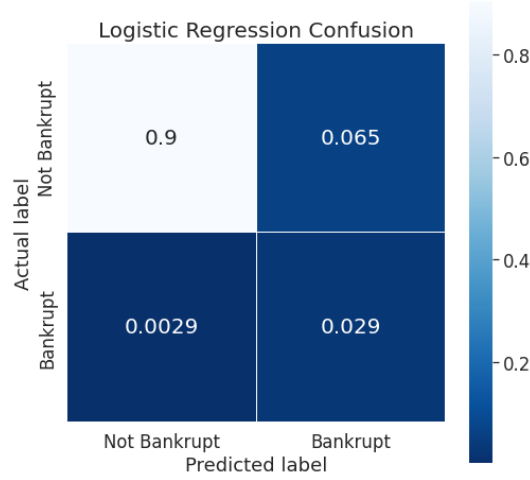 Logistic Regression Confusion
0.8
0.6
0.4
0.2
Actual label
Not Bankrupt
Bankrupt
0.9
0.065
0.0029
0.029
Not Bankrupt
Bankrupt
Predicted label